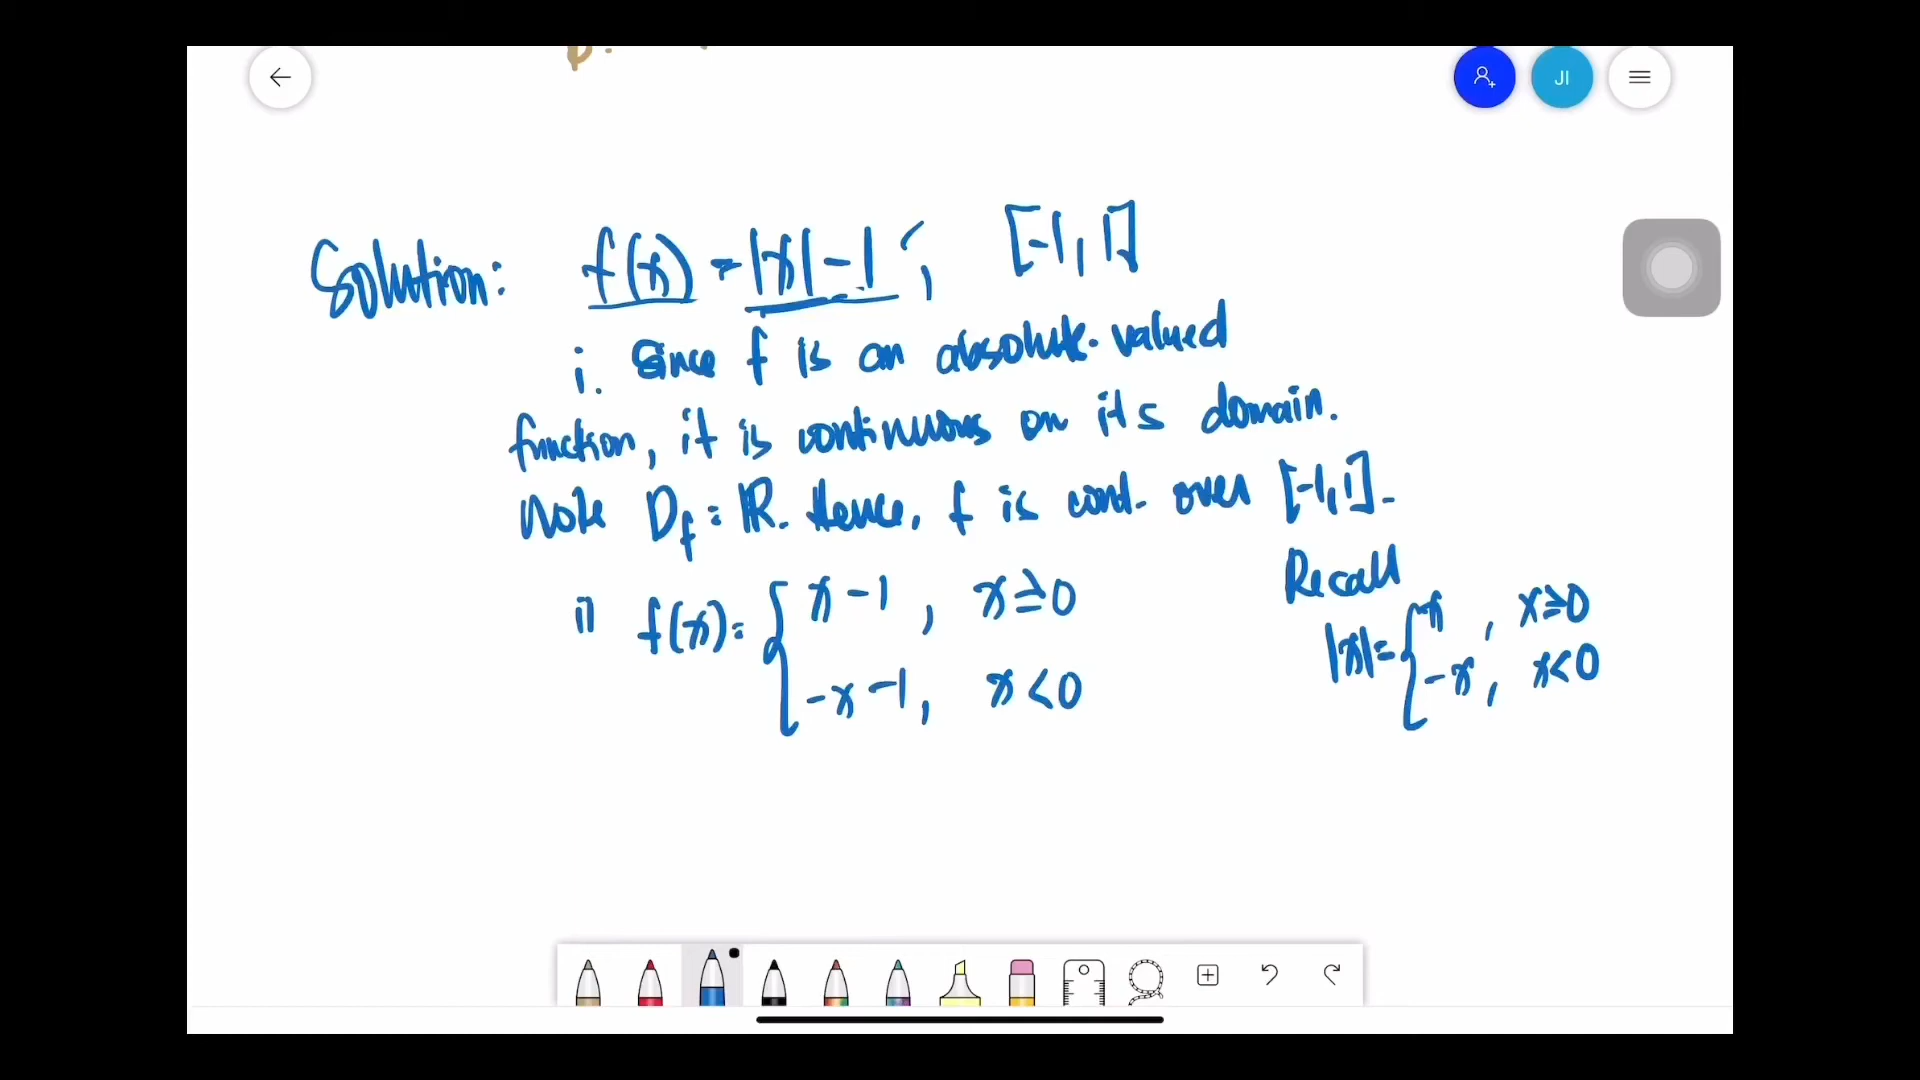 JI
Solution: f(x) = |x| - 1 ; [-1, 1]
i. Since f is an absolute-valued
function, it is continuous on its domain.
Note D_f = ℝ. Hence, f is cont. over [-1, 1].
Recall
ii f(x) = { x - 1 , x ≥ 0
-x - 1, x < 0
|x| = { x , x ≥ 0
-x , x < 0